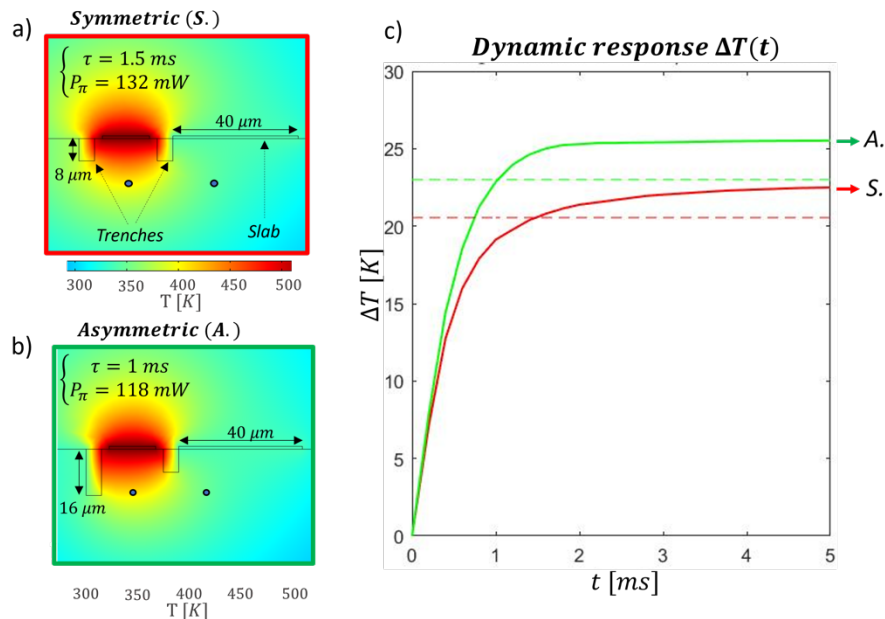 a)
Symmetric (S.)
τ = 1.5 ms
P_π = 132 mW
40 μm
8 μm
Trenches
Slab
300 350 400 450 500
T [K]
b)
Asymmetric (A.)
τ = 1 ms
P_π = 118 mW
40 μm
16 μm
300 350 400 450 500
T [K]
c)
Dynamic response ΔT(t)
30
25
20
15
10
5
0
ΔT [K]
0 1 2 3 4 5
t [ms]
A.
S.